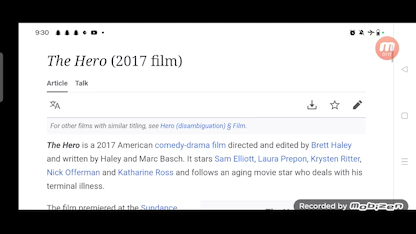 9:30
The Hero (2017 film)
Article Talk
For other films with similar titling, see Hero (disambiguation) § Film.
The Hero is a 2017 American comedy-drama film directed and edited by Brett Haley
and written by Haley and Marc Basch. It stars Sam Elliott, Laura Prepon, Krysten Ritter,
Nick Offerman and Katharine Ross and follows an aging movie star who deals with his
terminal illness.
The film premiered at the Sundance
Recorded by Mobizen